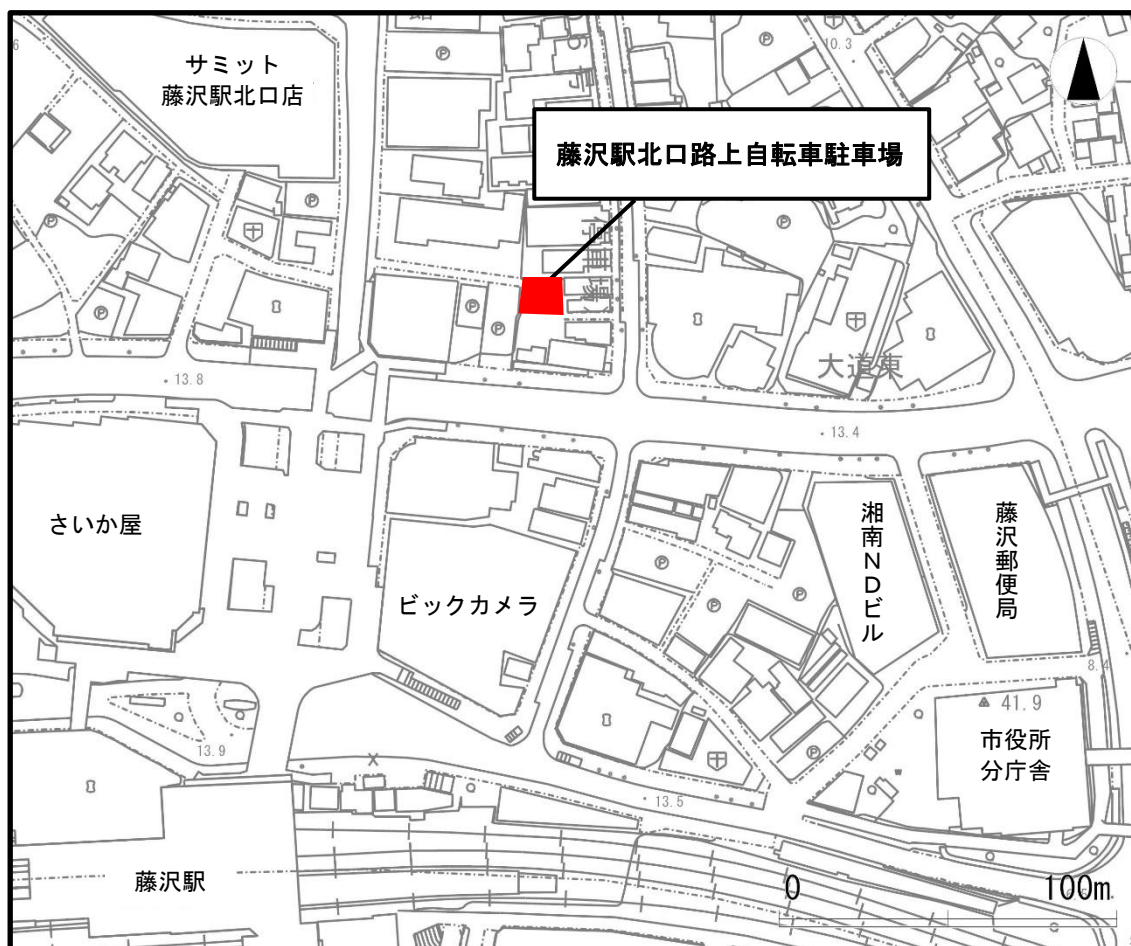 サミット
藤沢駅北口店
10.3
藤沢駅北口路上自転車駐車場
大道東
13.8
13.4
さいか屋
ビックカメラ
湘南NDビル
藤沢郵便局
8.4
41.9
市役所
分庁舎
13.9
13.5
藤沢駅
0
100m